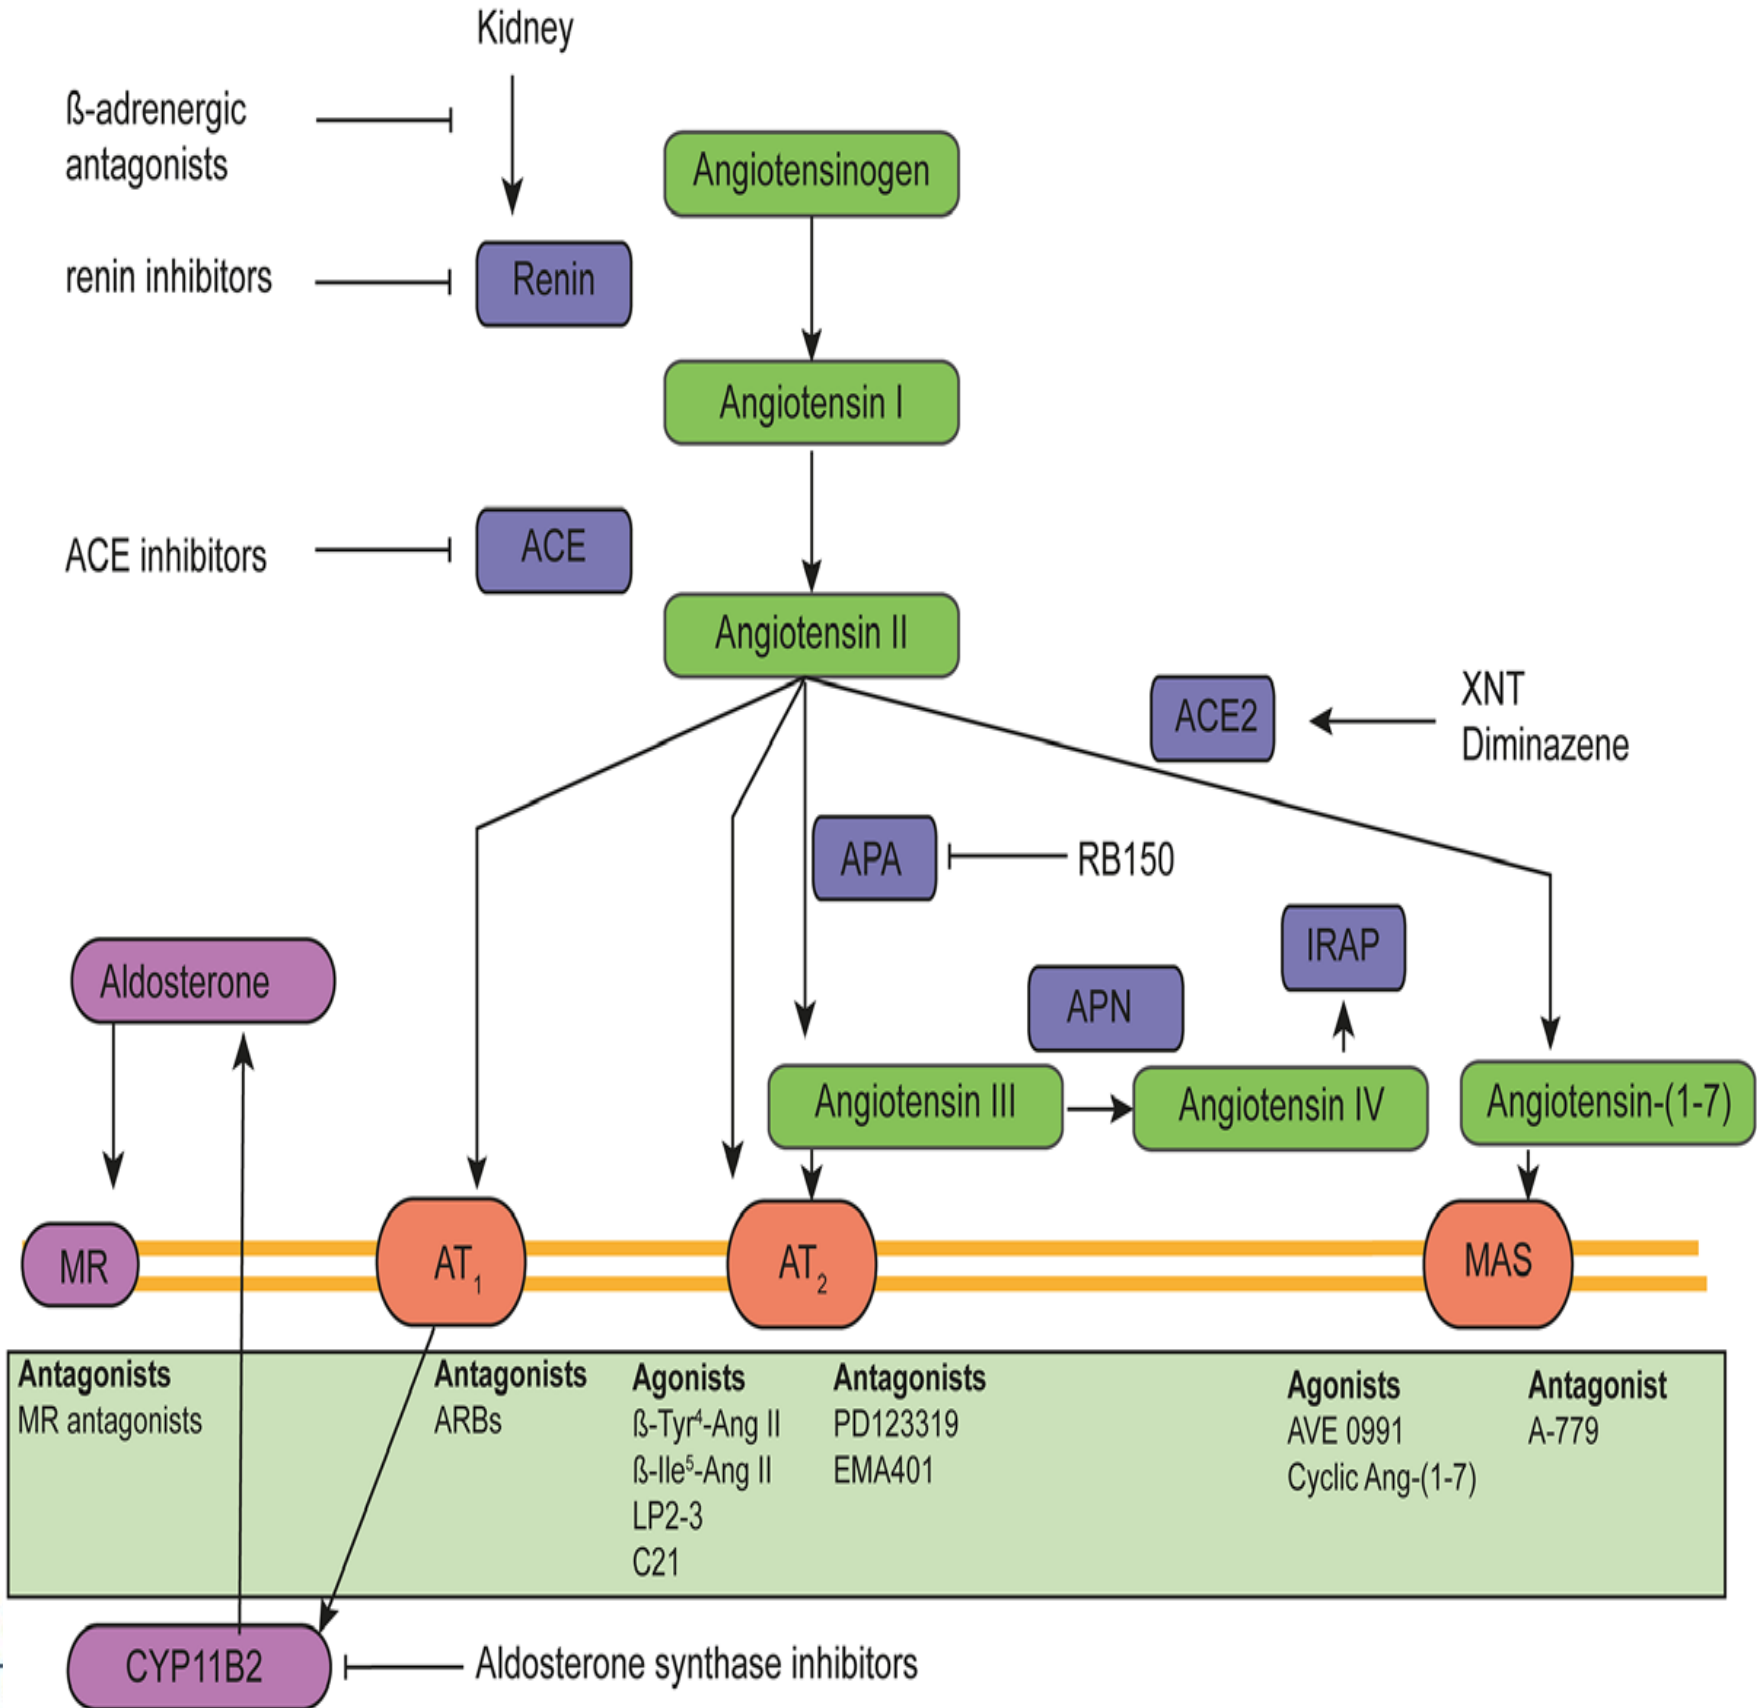 Kidney
ß-adrenergic
antagonists
Angiotensinogen
renin inhibitors
Renin
Angiotensin I
ACE inhibitors
ACE
Angiotensin II
ACE2
XNT
Diminazene
APA
RB150
IRAP
Aldosterone
APN
Angiotensin III
Angiotensin IV
Angiotensin-(1-7)
MR
AT₁
AT₂
MAS
Antagonists
MR antagonists
Antagonists
ARBs
Agonists
ß-Tyr⁴-Ang II
ß-Ile⁵-Ang II
LP2-3
C21
Antagonists
PD123319
EMA401
Agonists
AVE 0991
Cyclic Ang-(1-7)
Antagonist
A-779
CYP11B2
Aldosterone synthase inhibitors